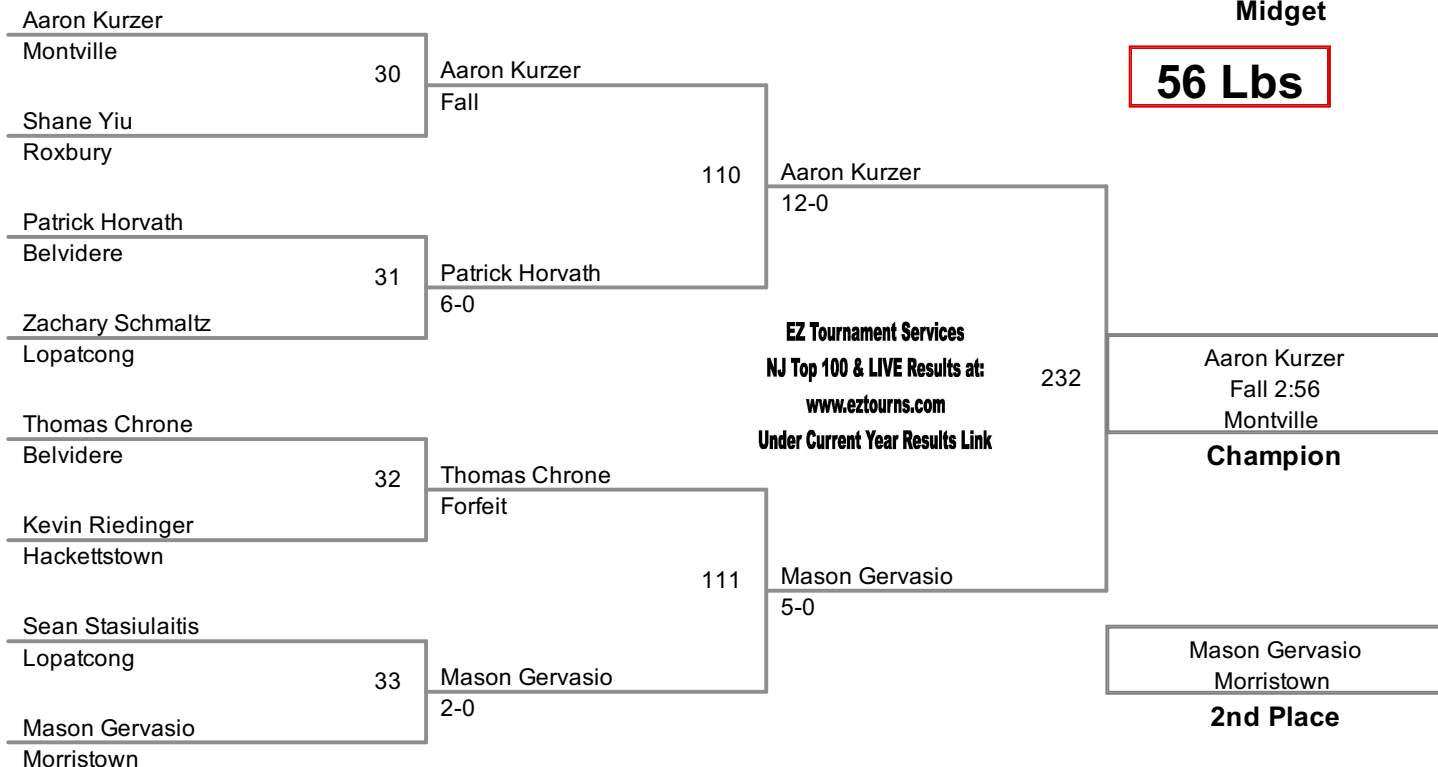 Midget
56 Lbs
Aaron Kurzer
Montville
30
Shane Yiu
Roxbury
Aaron Kurzer
Fall
Patrick Horvath
Belvidere
31
Zachary Schmaltz
Lopatcong
Patrick Horvath
6-0
110
Aaron Kurzer
12-0
Thomas Chrone
Belvidere
32
Kevin Riedinger
Hackettstown
Thomas Chrone
Forfeit
Sean Stasiulaitis
Lopatcong
33
Mason Gervasio
Morristown
Mason Gervasio
2-0
111
Mason Gervasio
5-0
EZ Tournament Services
NJ Top 100 & LIVE Results at:
www.eztourns.com
Under Current Year Results Link
232
Aaron Kurzer
Fall 2:56
Montville
Champion
Mason Gervasio
Morristown
2nd Place